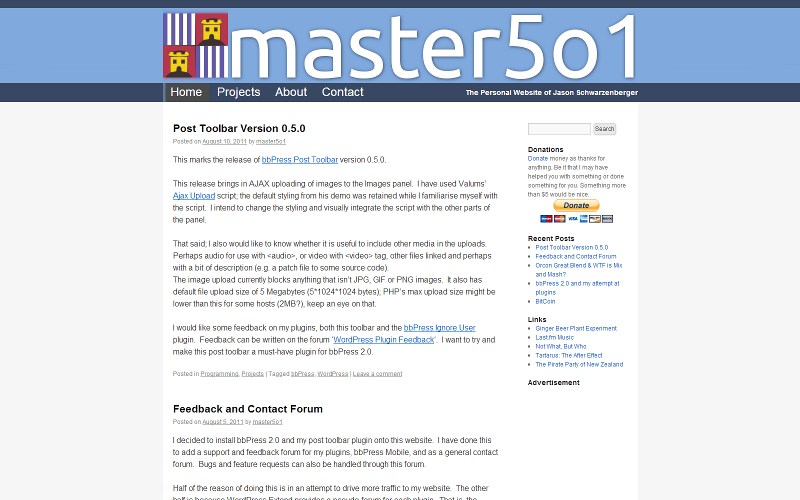 master5o1
Home Projects About Contact
The Personal Website of Jason Schwarzenberger
Post Toolbar Version 0.5.0
Posted on August 10, 2011 by master5o1
This marks the release of bbPress Post Toolbar version 0.5.0.
This release brings in AJAX uploading of images to the Images panel. I have used Valums'
Ajax Upload script; the default styling from his demo was retained while I familiarise myself with
the script. I intend to change the styling and visually integrate the script with the other parts of
the panel.
That said; I also would like to know whether it is useful to include other media in the uploads.
Perhaps audio for use with <audio>, or video with <video> tag, other files linked and perhaps
with a bit of description (e.g. a patch file to some source code).
The image upload currently blocks anything that isn't JPG, GIF or PNG images. It also has
default file upload size of 5 Megabytes (5*1024*1024 bytes); PHP's max upload size might be
lower than this for some hosts (2MB?), keep an eye on that.
I would like some feedback on my plugins, both this toolbar and the bbPress Ignore User
plugin. Feedback can be written on the forum 'WordPress Plugin Feedback'. I want to try and
make this post toolbar a must-have plugin for bbPress 2.0.
Posted in Programming, Projects | Tagged bbPress, WordPress | Leave a comment
Feedback and Contact Forum
Posted on August 5, 2011 by master5o1
I decided to install bbPress 2.0 and my post toolbar plugin onto this website. I have done this
to add a support and feedback forum for my plugins, bbPress Mobile, and as a general contact
forum. Bugs and feature requests can also be handled through this forum.
Half of the reason of doing this is in an attempt to drive more traffic to my website. The other
half is because WordPress Extend provides a pseudo-forum for each plugin. That is, the
Search
Donations
Donate money as thanks for
anything. Be it that I may have
helped you with something or done
something for you. Something more
than $5 would be nice.
Donate
Recent Posts
Post Toolbar Version 0.5.0
Feedback and Contact Forum
Orcon Great Blend & WTF is Mix
and Mash?
bbPress 2.0 and my attempt at
plugins
BitCoin
Links
Ginger Beer Plant Experiment
Last.fm Music
Not What, But Who
Tartarus: The After Effect
The Pirate Party of New Zealand
Advertisement